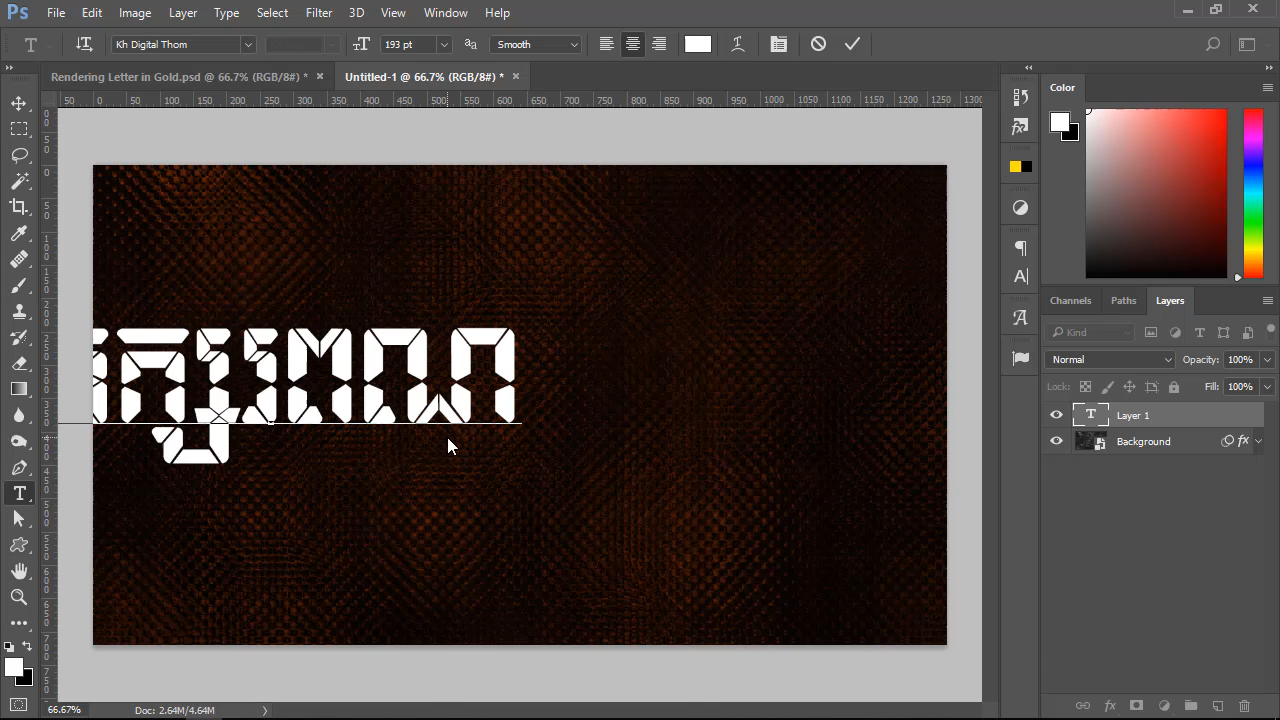 Ps File Edit Image Layer Type Select Filter 3D View Window Help
Kh Digital Thom 193 pt Smooth
Rendering Letter in Gold.psd @ 66.7% (RGB/8#) * Untitled-1 @ 66.7% (RGB/8#) *
50 0 50 100 150 200 250 300 350 400 450 500 550 600 650 700 750 800 850 900 950 1000 1050 1100 1150 1200 1250 1300
Color
Channels Paths Layers
Kind
Normal Opacity: 100%
Lock: Fill: 100%
T Layer 1
Background
66.67% Doc: 2.64M/4.64M